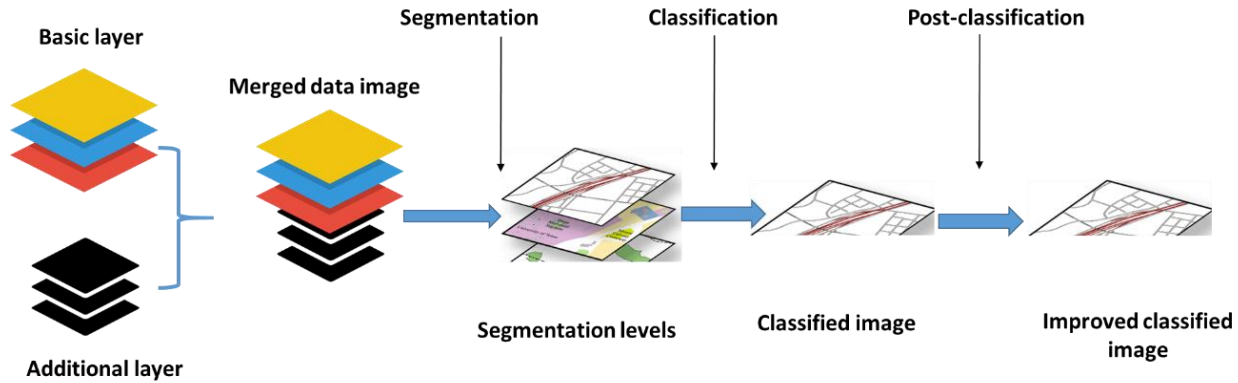 Segmentation
Classification
Post-classification
Basic layer
Merged data image
Segmentation levels
Classified image
Improved classified
image
Additional layer